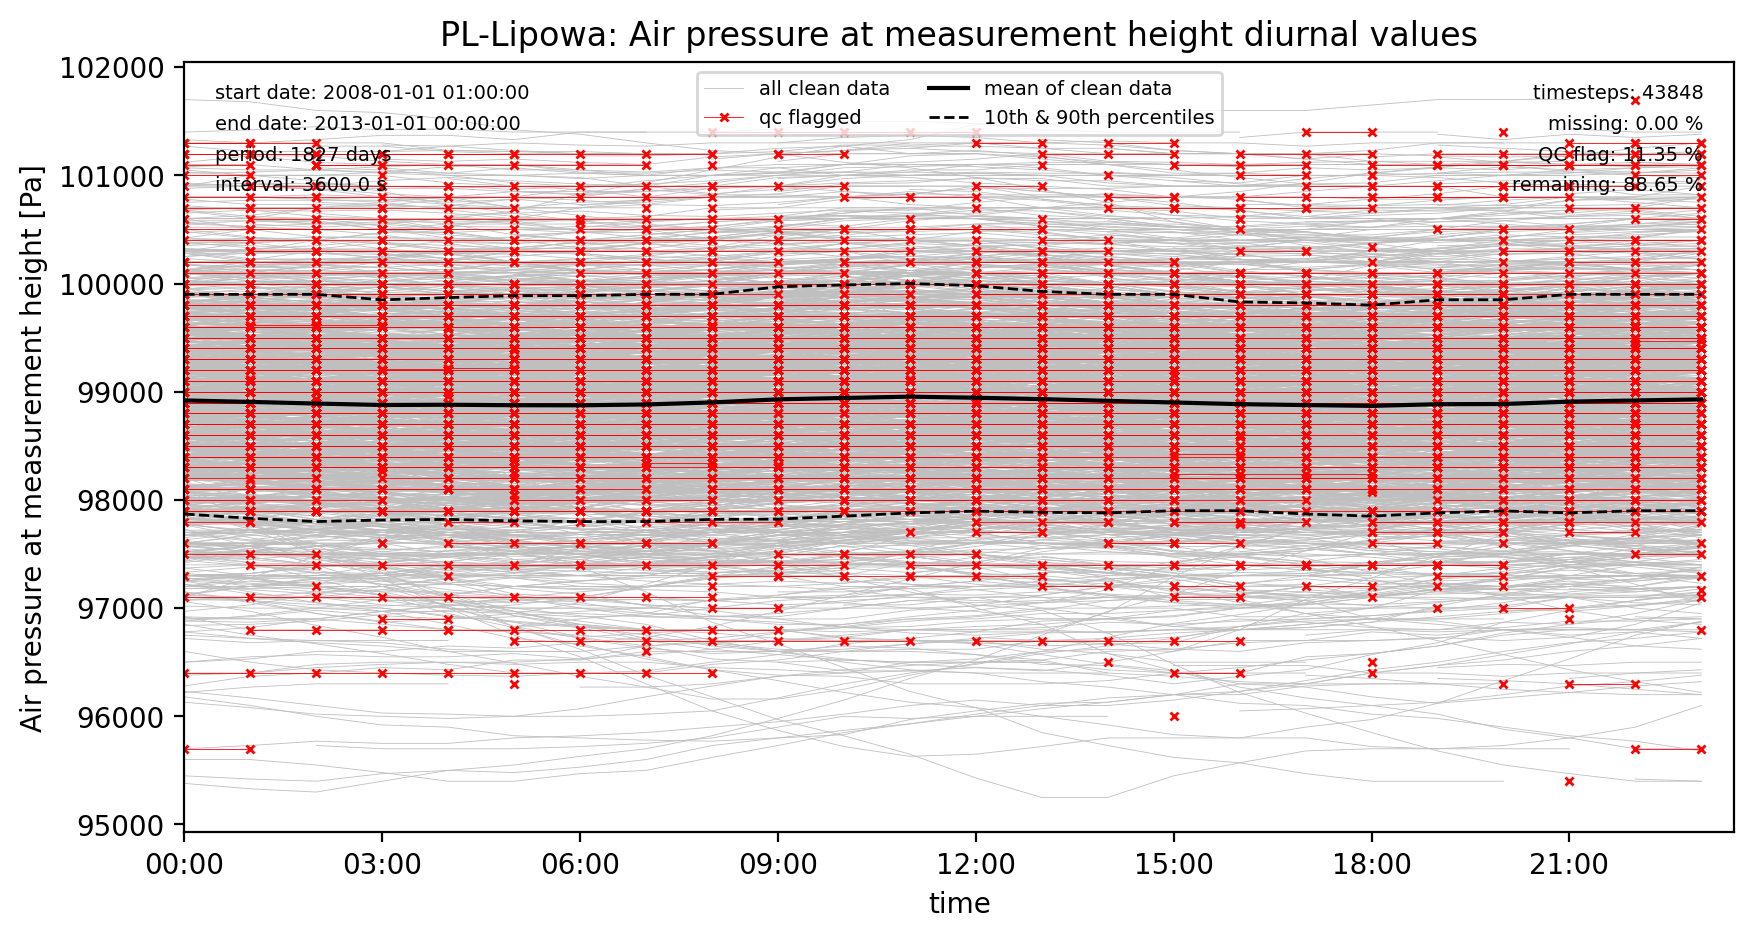 PL-Lipowa: Air pressure at measurement height diurnal values
Air pressure at measurement height [Pa]
102000
101000
100000
99000
98000
97000
96000
95000
start date: 2008-01-01 01:00:00
end date: 2013-01-01 00:00:00
period: 1827 days
interval: 3600.0 s
all clean data
qc flagged
mean of clean data
10th & 90th percentiles
timesteps: 43848
missing: 0.00 %
QC flag: 11.35 %
remaining: 88.65 %
00:00 03:00 06:00 09:00 12:00 15:00 18:00 21:00
time